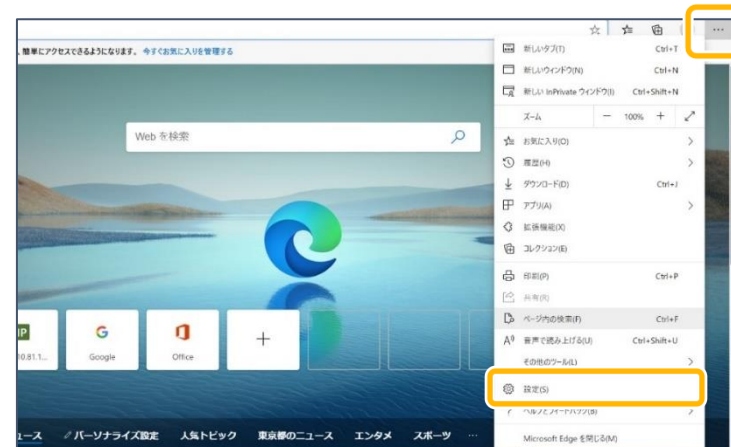 …
簡単にアクセスできるようになります。 今すぐお気に入りを管理する
新しいタブ(T) Ctrl+T
新しいウィンドウ(N) Ctrl+N
新しい InPrivate ウィンドウ(I) Ctrl+Shift+N
ズーム — 100% +
お気に入り(O)
履歴(H)
ダウンロード(D) Ctrl+J
アプリ(A)
拡張機能(X)
コレクション(E)
印刷(P) Ctrl+P
共有(R)
ページ内の検索(F) Ctrl+F
音声で読み上げる(U) Ctrl+Shift+U
その他のツール(L)
設定(S)
ヘルプとフィードバック(B)
Microsoft Edge を閉じる(M)
Web を検索
HP G
10.81.1... Google Office
ュース パーソナライズ設定 人気トピック 東京都のニュース エンタメ スポーツ …